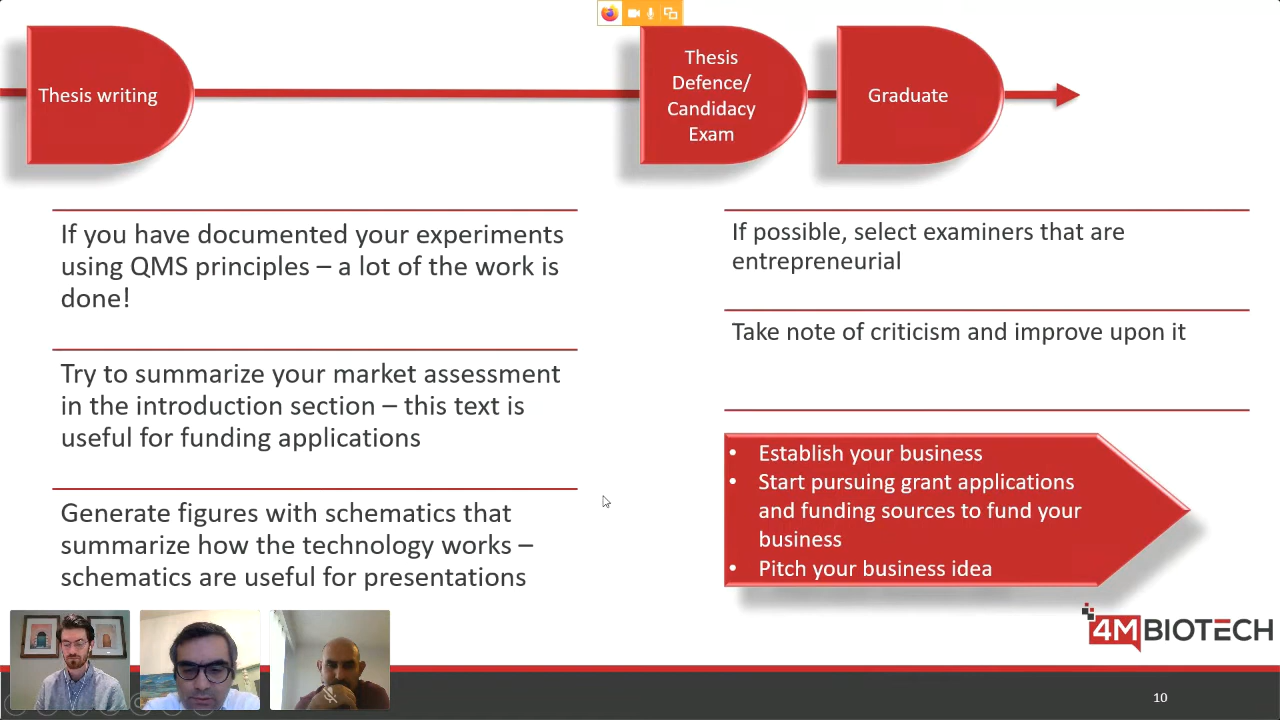 Thesis writing
Thesis
Defence/
Candidacy
Exam
Graduate
If you have documented your experiments
using QMS principles – a lot of the work is
done!
Try to summarize your market assessment
in the introduction section – this text is
useful for funding applications
Generate figures with schematics that
summarize how the technology works –
schematics are useful for presentations
If possible, select examiners that are
entrepreneurial
Take note of criticism and improve upon it
• Establish your business
• Start pursuing grant applications
and funding sources to fund your
business
• Pitch your business idea
4MBIOTECH
10